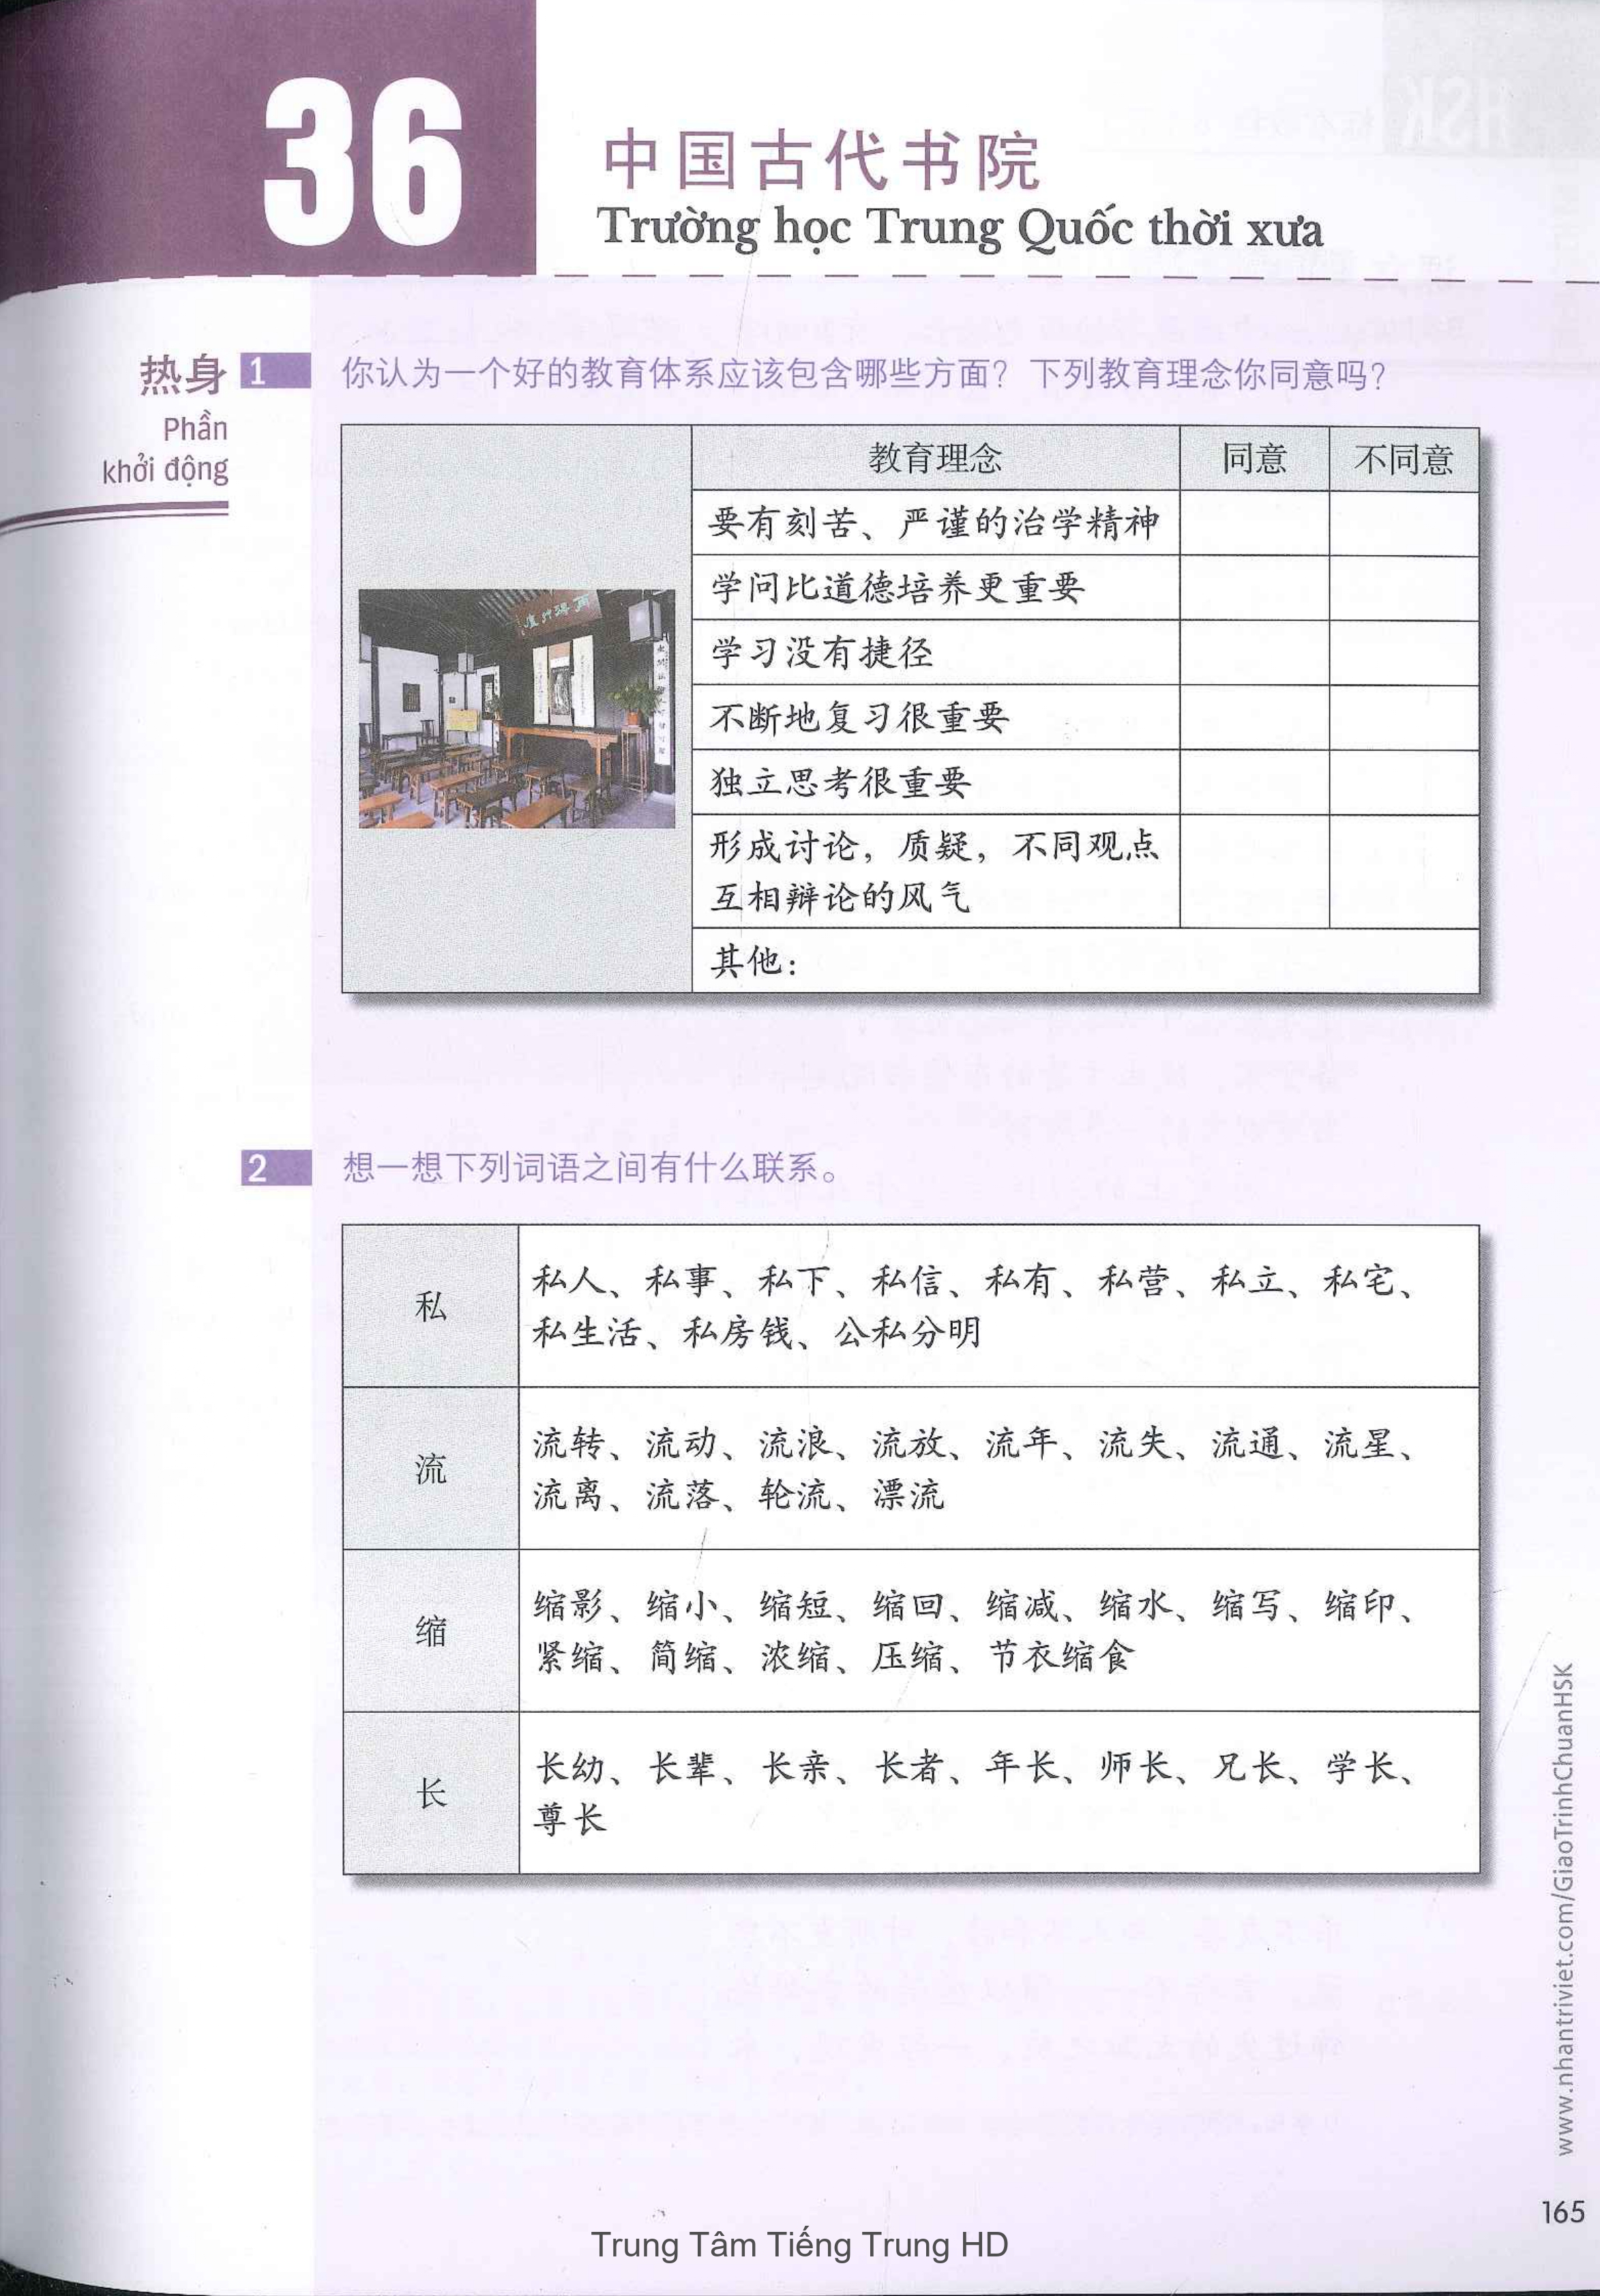 36
中国古代书院
Trường học Trung Quốc thời xưa
热身
Phần
khởi động
1
你认为一个好的教育体系应该包含哪些方面？下列教育理念你同意吗？
教育理念 同意 不同意
要有刻苦、严谨的治学精神
学问比道德培养更重要
学习没有捷径
不断地复习很重要
独立思考很重要
形成讨论，质疑，不同观点
互相辩论的风气
其他：
2
想一想下列词语之间有什么联系。
私
私人、私事、私下、私信、私有、私营、私立、私宅、
私生活、私房钱、公私分明
流
流转、流动、流浪、流放、流年、流失、流通、流星、
流离、流落、轮流、漂流
缩
缩影、缩小、缩短、缩回、缩减、缩水、缩写、缩印、
紧缩、简缩、浓缩、压缩、节衣缩食
长
长幼、长辈、长亲、长者、年长、师长、兄长、学长、
尊长
www.nhantriviet.com/GiaoTrinhChuanHSK
165
Trung Tâm Tiếng Trung HD